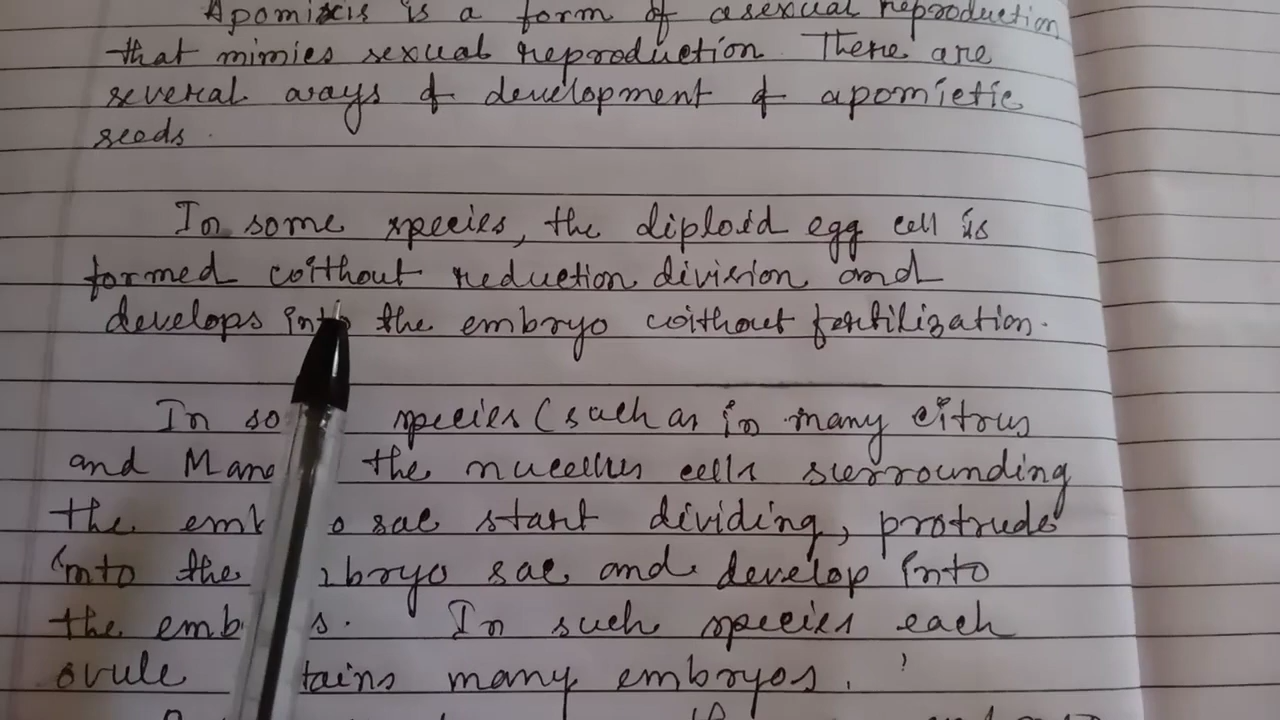 Apomixis is a form of asexual reproduction
that mimies sexual reproduction There are
several ways of development of apomietic
seeds.
In some species, the diploid egg cell is
formed without reduction division and
develops into the embryo without fertilization.
In so species (such as in many citrus
and Man the nucellus cells surrounding
the emb o sac start dividing, protrude
into the bryo sac and develop into
the emb s. In such species each
ovule tains many embryos.